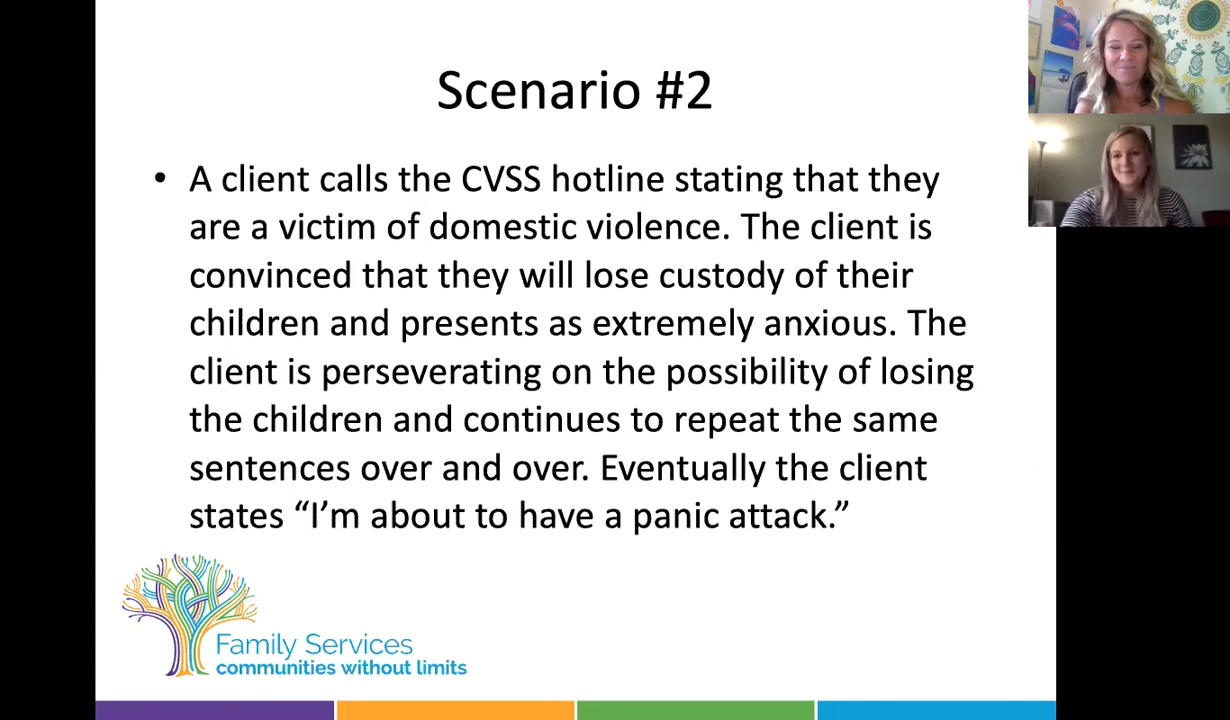 Scenario #2
• A client calls the CVSS hotline stating that they
are a victim of domestic violence. The client is
convinced that they will lose custody of their
children and presents as extremely anxious. The
client is perseverating on the possibility of losing
the children and continues to repeat the same
sentences over and over. Eventually the client
states “I’m about to have a panic attack.”
Family Services
communities without limits